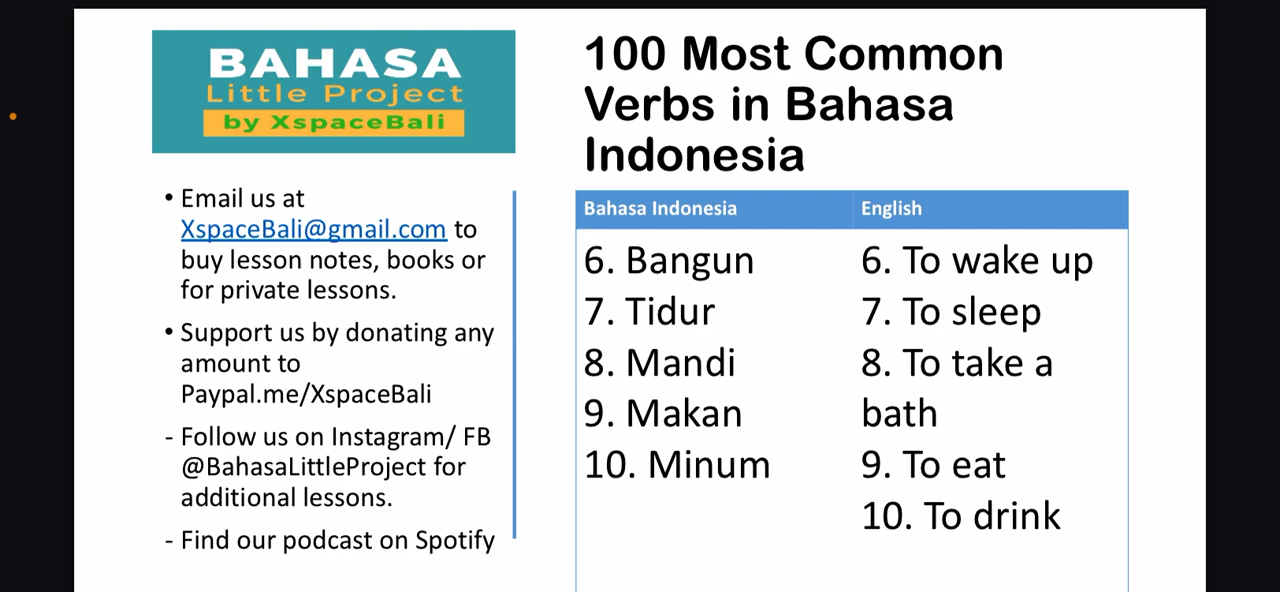 BAHASA
Little Project
by XspaceBali
• Email us at
XspaceBali@gmail.com to
buy lesson notes, books or
for private lessons.
• Support us by donating any
amount to
Paypal.me/XspaceBali
- Follow us on Instagram/ FB
@BahasaLittleProject for
additional lessons.
- Find our podcast on Spotify
100 Most Common
Verbs in Bahasa
Indonesia
Bahasa Indonesia
6. Bangun
7. Tidur
8. Mandi
9. Makan
10. Minum
English
6. To wake up
7. To sleep
8. To take a
bath
9. To eat
10. To drink